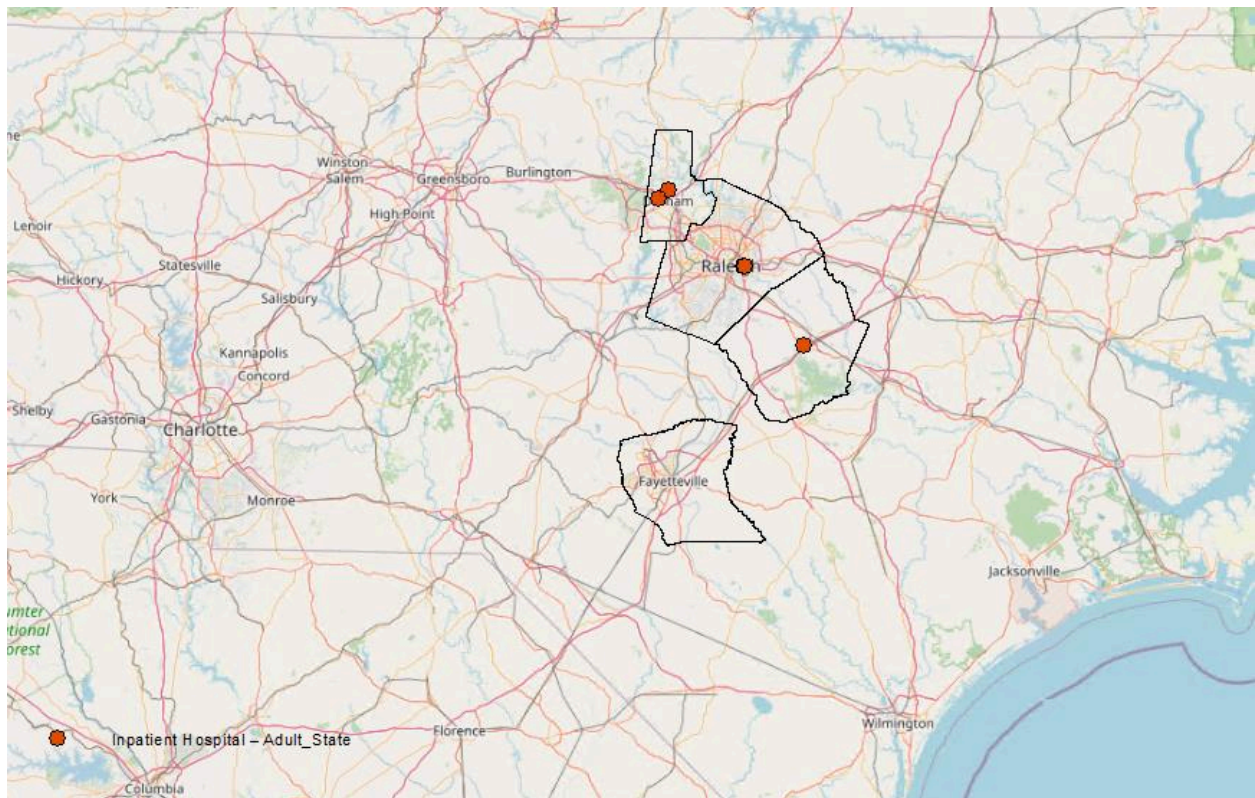 Winston
Salem
Greensboro
Burlington
High Point
Lenoir
Statesville
Hickory
Salisbury
Raleigh
Kannapolis
Concord
Shelby
Gastonia
Charlotte
York
Monroe
Fayetteville
Jacksonville
Florence
Wilmington
Inpatient Hospital – Adult_State
Columbia